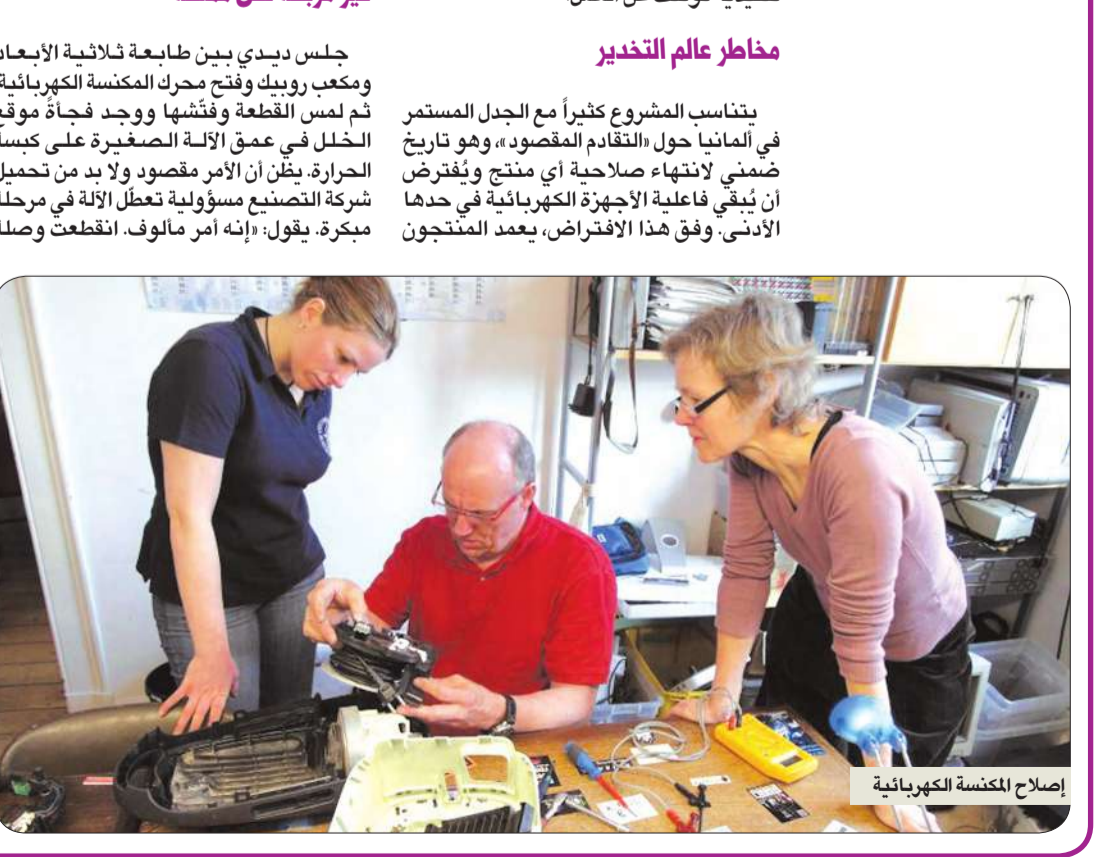 مخاطر عالم التخدير
يتناسب المشروع كثيراً مع الجدل المستمر
في ألمانيا حول «التقادم المقصود»، وهو تاريخ
ضمني لانتهاء صلاحية أي منتج ويُفترض
أن يُبقي فاعلية الأجهزة الكهربائية في حدها
الأدنى. وفق هذا الافتراض، يعمد المنتجون
جلس ديدي بين طابعة ثلاثية الأبعاد
ومكعب روبيك وفتح محرك المكنسة الكهربائية
ثم لمس القطعة وفتّشها ووجد فجأةً موقع
الخلل في عمق الآلة الصغيرة على كبسة
الحرارة. يظن أن الأمر مقصود ولا بد من تحميل
شركة التصنيع مسؤولية تعطّل الآلة في مرحلة
مبكرة. يقول: «إنه أمر مألوف. انقطعت وصلة
إصلاح المكنسة الكهربائية